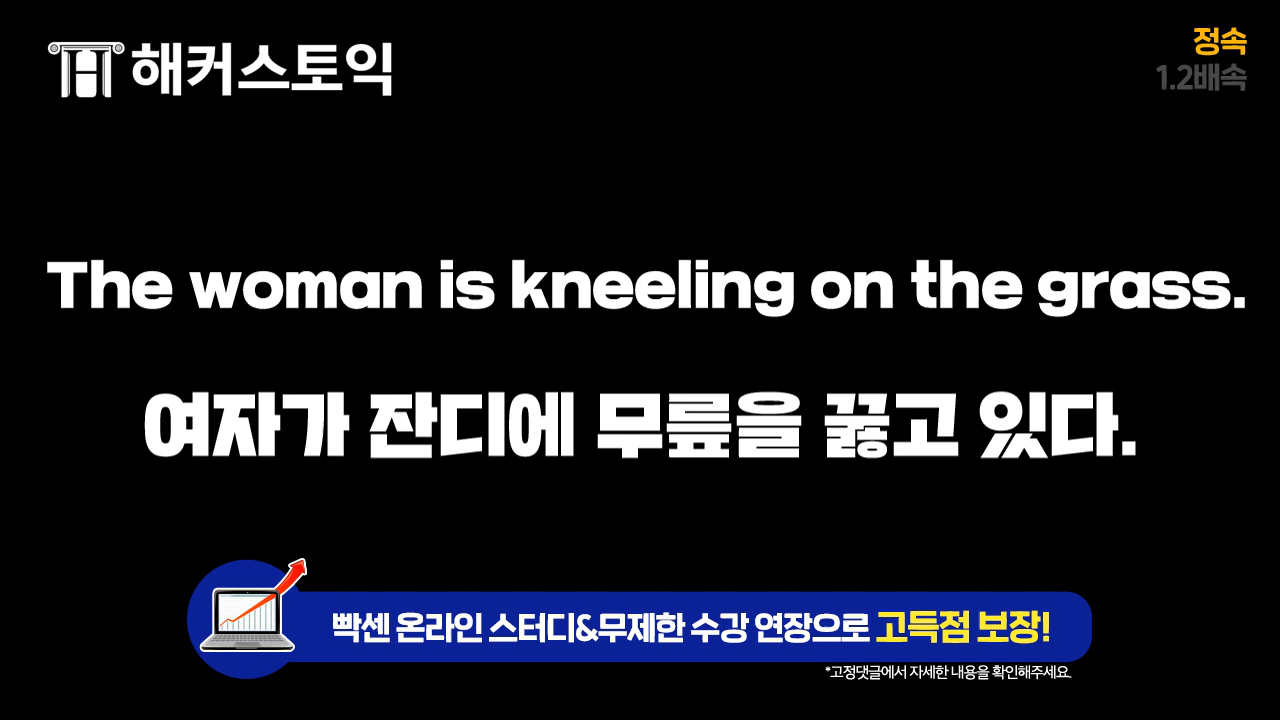 해커스토익
정속
1.2배속
The woman is kneeling on the grass.
여자가 잔디에 무릎을 꿇고 있다.
빡센 온라인 스터디&무제한 수강 연장으로 고득점 보장!
*고정댓글에서 자세한 내용을 확인해주세요.